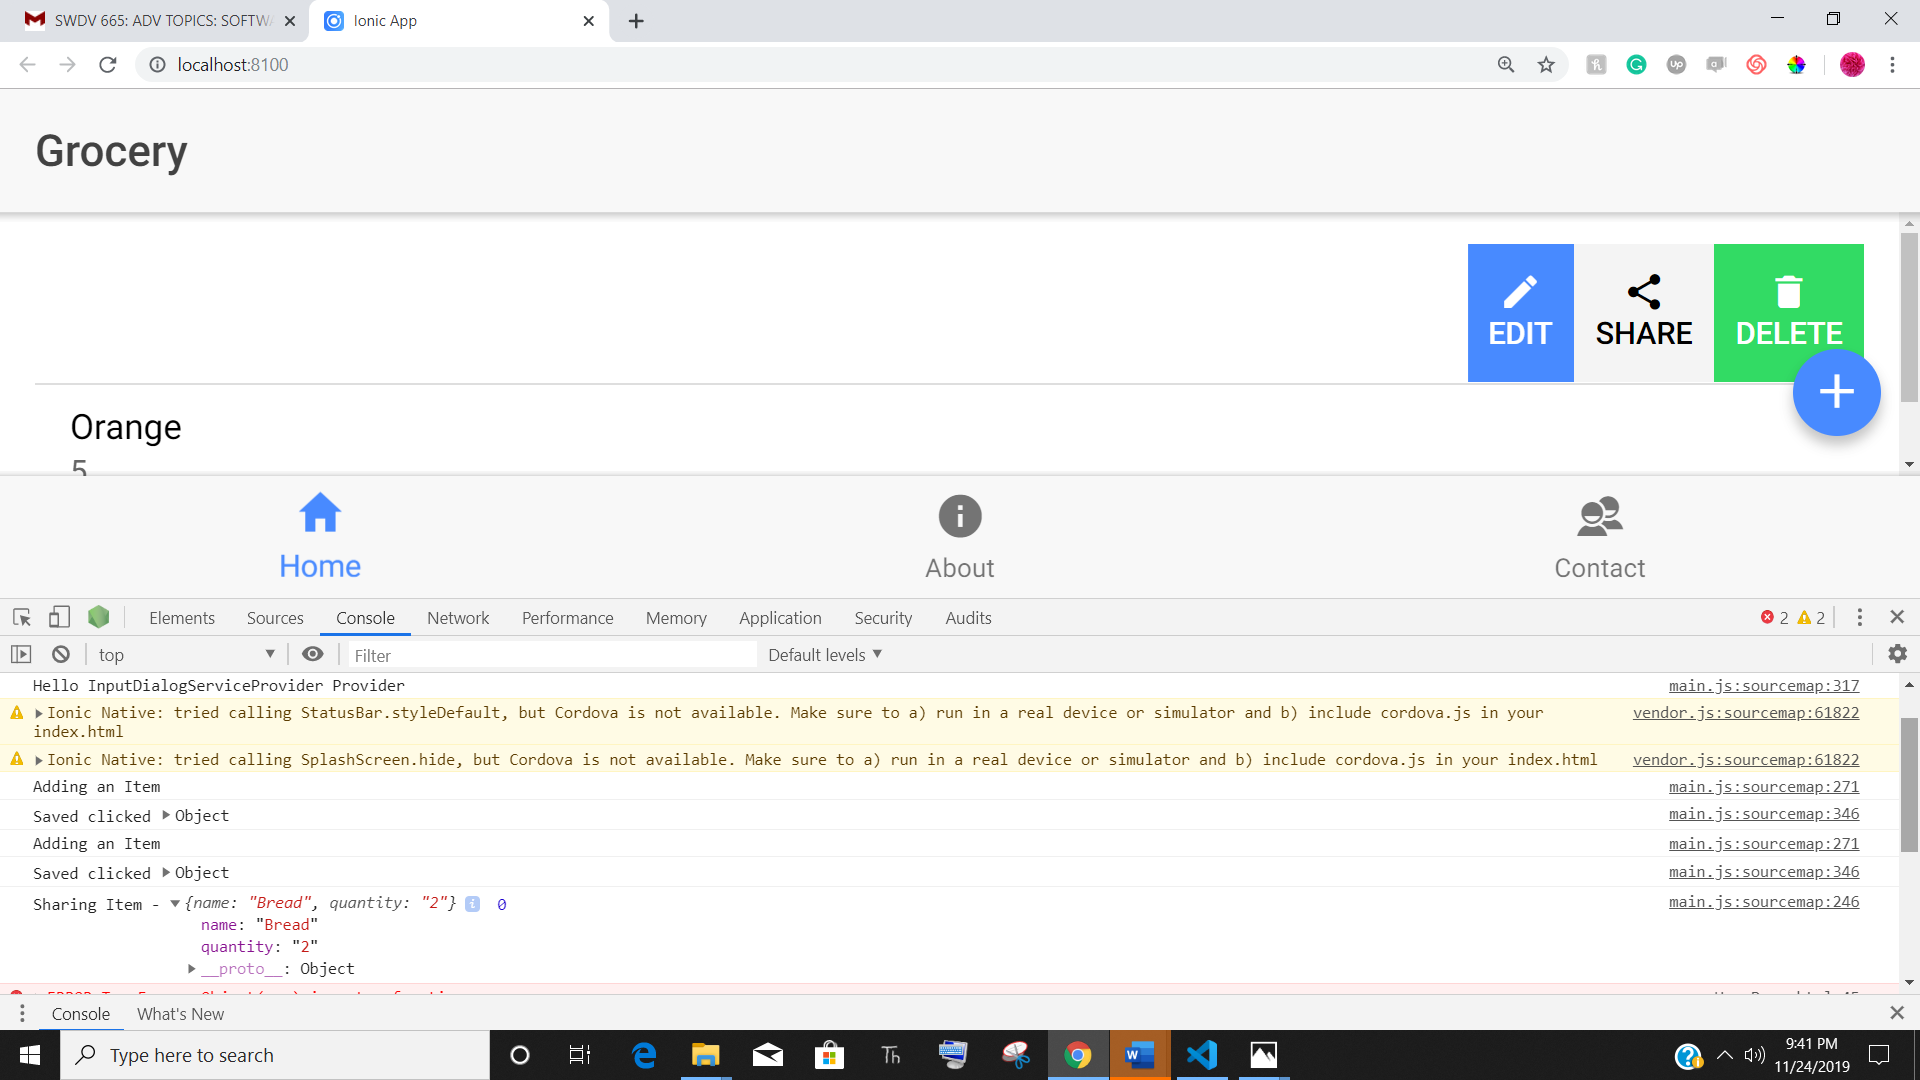 SWDV 665: ADV TOPICS: SOFTW
Ionic App
localhost:8100
Grocery
EDIT
SHARE
DELETE
Orange
5
Home
About
Contact
Elements
Sources
Console
Network
Performance
Memory
Application
Security
Audits
2
2
top
Filter
Default levels
Hello InputDialogServiceProvider Provider
main.js:sourcemap:317
Ionic Native: tried calling StatusBar.styleDefault, but Cordova is not available. Make sure to a) run in a real device or simulator and b) include cordova.js in your
index.html
vendor.js:sourcemap:61822
Ionic Native: tried calling SplashScreen.hide, but Cordova is not available. Make sure to a) run in a real device or simulator and b) include cordova.js in your index.html
vendor.js:sourcemap:61822
Adding an Item
main.js:sourcemap:271
Saved clicked Object
main.js:sourcemap:346
Adding an Item
main.js:sourcemap:271
Saved clicked Object
main.js:sourcemap:346
Sharing Item - {name: "Bread", quantity: "2"} 0
main.js:sourcemap:246
name: "Bread"
quantity: "2"
__proto__: Object
Console
What's New
Type here to search
Th
9:41 PM
11/24/2019